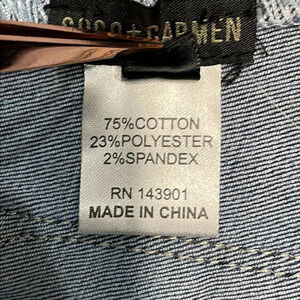 COCO+CARMEN
75%COTTON
23%POLYESTER
2%SPANDEX
RN 143901
MADE IN CHINA